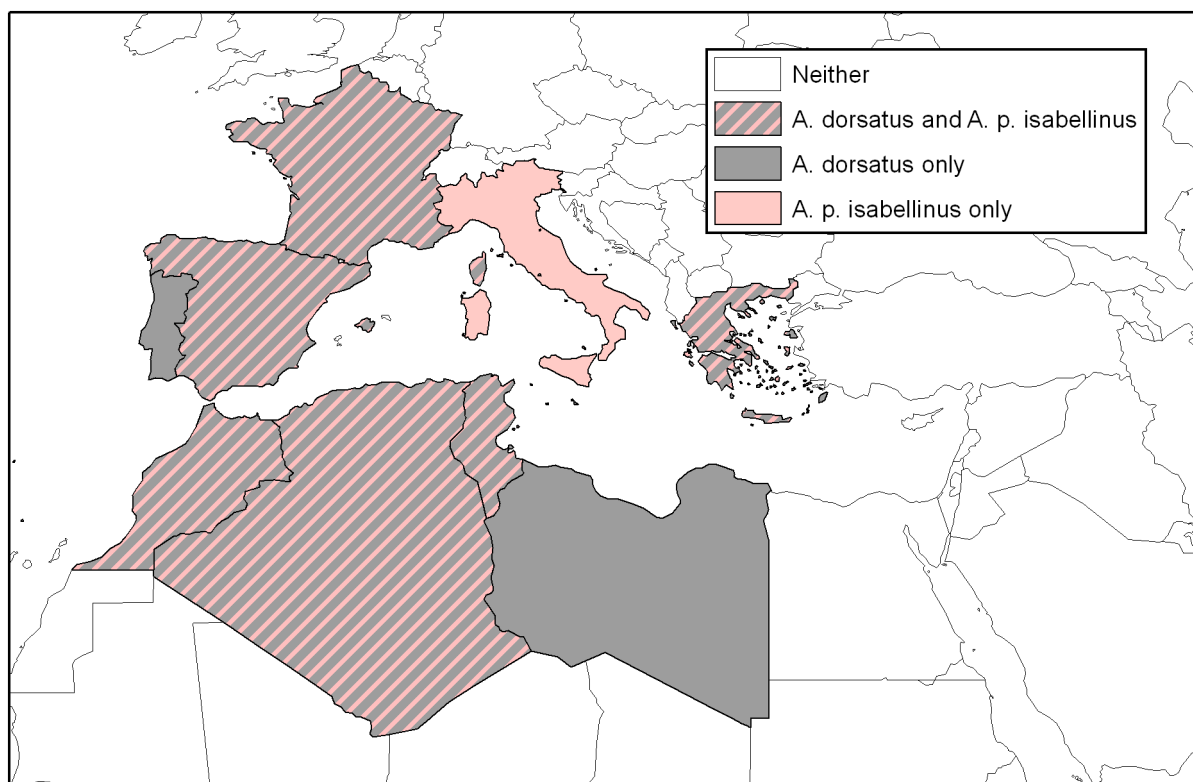 Neither
A. dorsatus and A. p. isabellinus
A. dorsatus only
A. p. isabellinus only